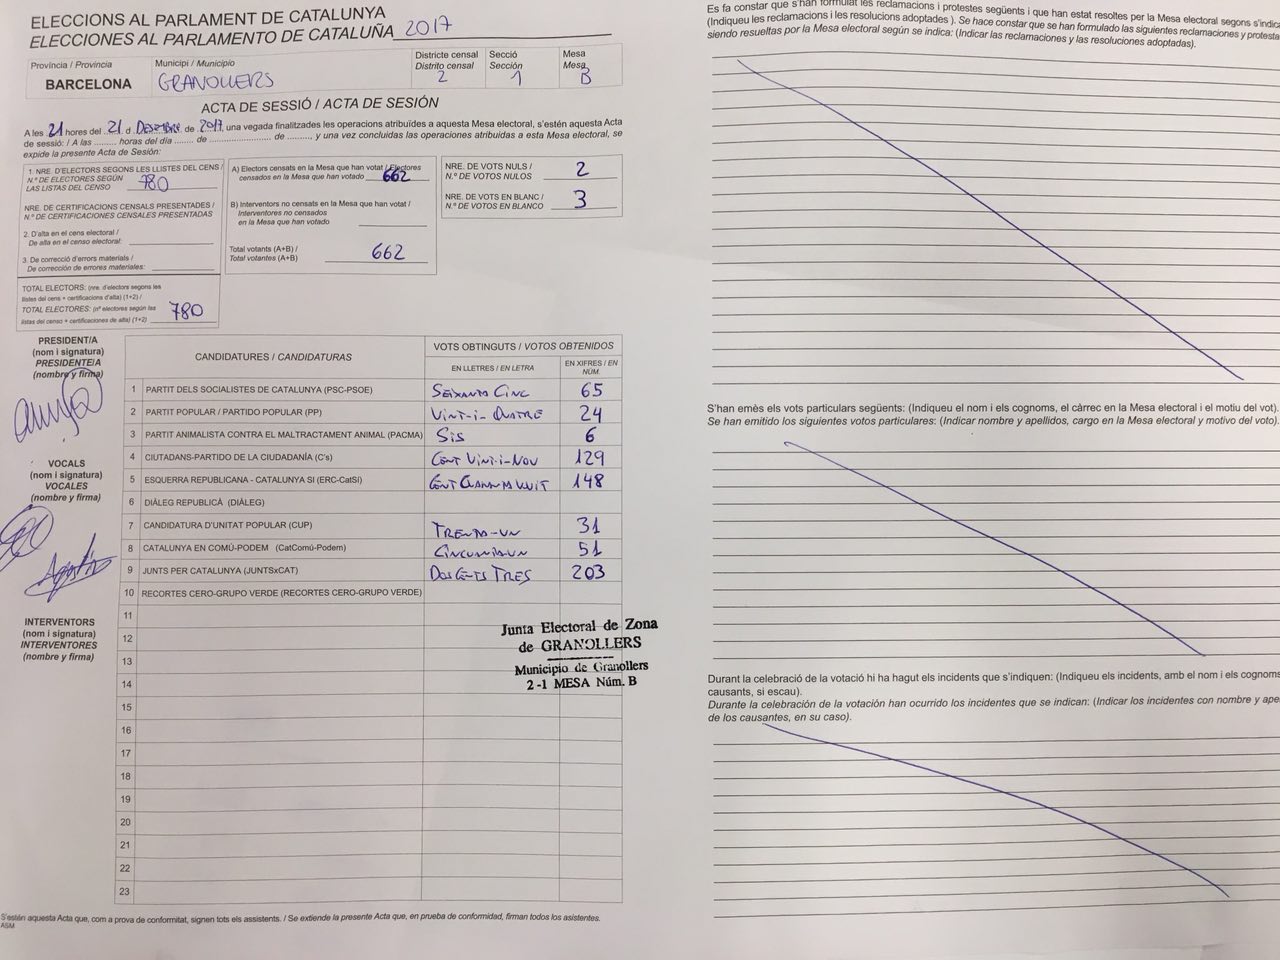 ELECCIONS AL PARLAMENT DE CATALUNYA
ELECCIONES AL PARLAMENTO DE CATALUÑA 2017
Província / Provincia
BARCELONA
Municipi / Municipio
GRANOLLERS
Districte censal
Distrito censal
2
Secció
Sección
1
Mesa
Mesa
B
ACTA DE SESSIÓ / ACTA DE SESIÓN
A les 21 hores del 21 d DESEMBRE de 2017 una vegada finalitzades les operacions atribuïdes a aquesta Mesa electoral, s'estén aquesta Acta
de sessió: / A las ......... horas del día ....... de ........................ de ........., y una vez concluidas las operaciones atribuidas a esta Mesa electoral, se
expide la presente Acta de Sesión:
1. NRE. D'ELECTORS SEGONS LES LLISTES DEL CENS /
N.º DE ELECTORES SEGÚN
LAS LISTAS DEL CENSO 780
NRE. DE CERTIFICACIONS CENSALS PRESENTADES /
N.º DE CERTIFICACIONES CENSALES PRESENTADAS
2. D'alta en el cens electoral /
De alta en el censo electoral:
3. De correcció d'errors materials /
De corrección de errores materiales:
TOTAL ELECTORS: (nre. d'electors segons les
llistes del cens + certificacions d'alta) (1+2) /
TOTAL ELECTORES: (nº electores según las
listas del censo + certificaciones de alta) (1+2) 780
A) Electors censats en la Mesa que han votat / Electores
censados en la Mesa que han votado 662
B) Interventors no censats en la Mesa que han votat /
Interventores no censados
en la Mesa que han votado
Total votants (A+B) /
Total votantes (A+B) 662
NRE. DE VOTS NULS /
N.º DE VOTOS NULOS 2
NRE. DE VOTS EN BLANC /
N.º DE VOTOS EN BLANCO 3
PRESIDENT/A
(nom i signatura)
PRESIDENTE/A
(nombre y firma)
VOCALS
(nom i signatura)
VOCALES
(nombre y firma)
Agustín
INTERVENTORS
(nom i signatura)
INTERVENTORES
(nombre y firma)
CANDIDATURES / CANDIDATURAS
VOTS OBTINGUTS / VOTOS OBTENIDOS
EN LLETRES / EN LETRA
EN XIFRES / EN NÚM.
1 PARTIT DELS SOCIALISTES DE CATALUNYA (PSC-PSOE) SEIXANTA CINC 65
2 PARTIT POPULAR / PARTIDO POPULAR (PP) VINT-I-QUATRE 24
3 PARTIT ANIMALISTA CONTRA EL MALTRACTAMENT ANIMAL (PACMA) SIS 6
4 CIUTADANS-PARTIDO DE LA CIUDADANÍA (C's) CENT VINT-I-NOU 129
5 ESQUERRA REPUBLICANA - CATALUNYA SI (ERC-CatSí) CENT QUARANTA VUIT 148
6 DIÀLEG REPUBLICÀ (DIÀLEG)
7 CANDIDATURA D'UNITAT POPULAR (CUP) TRENTA-UN 31
8 CATALUNYA EN COMÚ-PODEM (CatComú-Podem) CINCUANTA-UN 51
9 JUNTS PER CATALUNYA (JUNTSxCAT) DOSCENTS TRES 203
10 RECORTES CERO-GRUPO VERDE (RECORTES CERO-GRUPO VERDE)
11
12
13
14
15
16
17
18
19
20
21
22
23
Junta Electoral de Zona
de GRANOLLERS
Municipio de Granollers
2-1 MESA Núm. B
S'estén aquesta Acta que, com a prova de conformitat, signen tots els assistents. / Se extiende la presente Acta que, en prueba de conformidad, firman todos los asistentes.
ASM
Es fa constar que s'han formulat les reclamacions i protestes següents i que han estat resoltes per la Mesa electoral segons s'indica
(Indiqueu les reclamacions i les resolucions adoptades ). Se hace constar que se han formulado las siguientes reclamaciones y protesta
siendo resueltas por la Mesa electoral según se indica: (Indicar las reclamaciones y las resoluciones adoptadas).
S'han emès els vots particulars següents: (Indiqueu el nom i els cognoms, el càrrec en la Mesa electoral i el motiu del vot).
Se han emitido los siguientes votos particulares: (Indicar nombre y apellidos, cargo en la Mesa electoral y motivo del voto).
Durant la celebració de la votació hi ha hagut els incidents que s'indiquen: (Indiqueu els incidents, amb el nom i els cognoms
causants, si escau).
Durante la celebración de la votación han ocurrido los incidentes que se indican: (Indicar los incidentes con nombre y ape
de los causantes, en su caso).